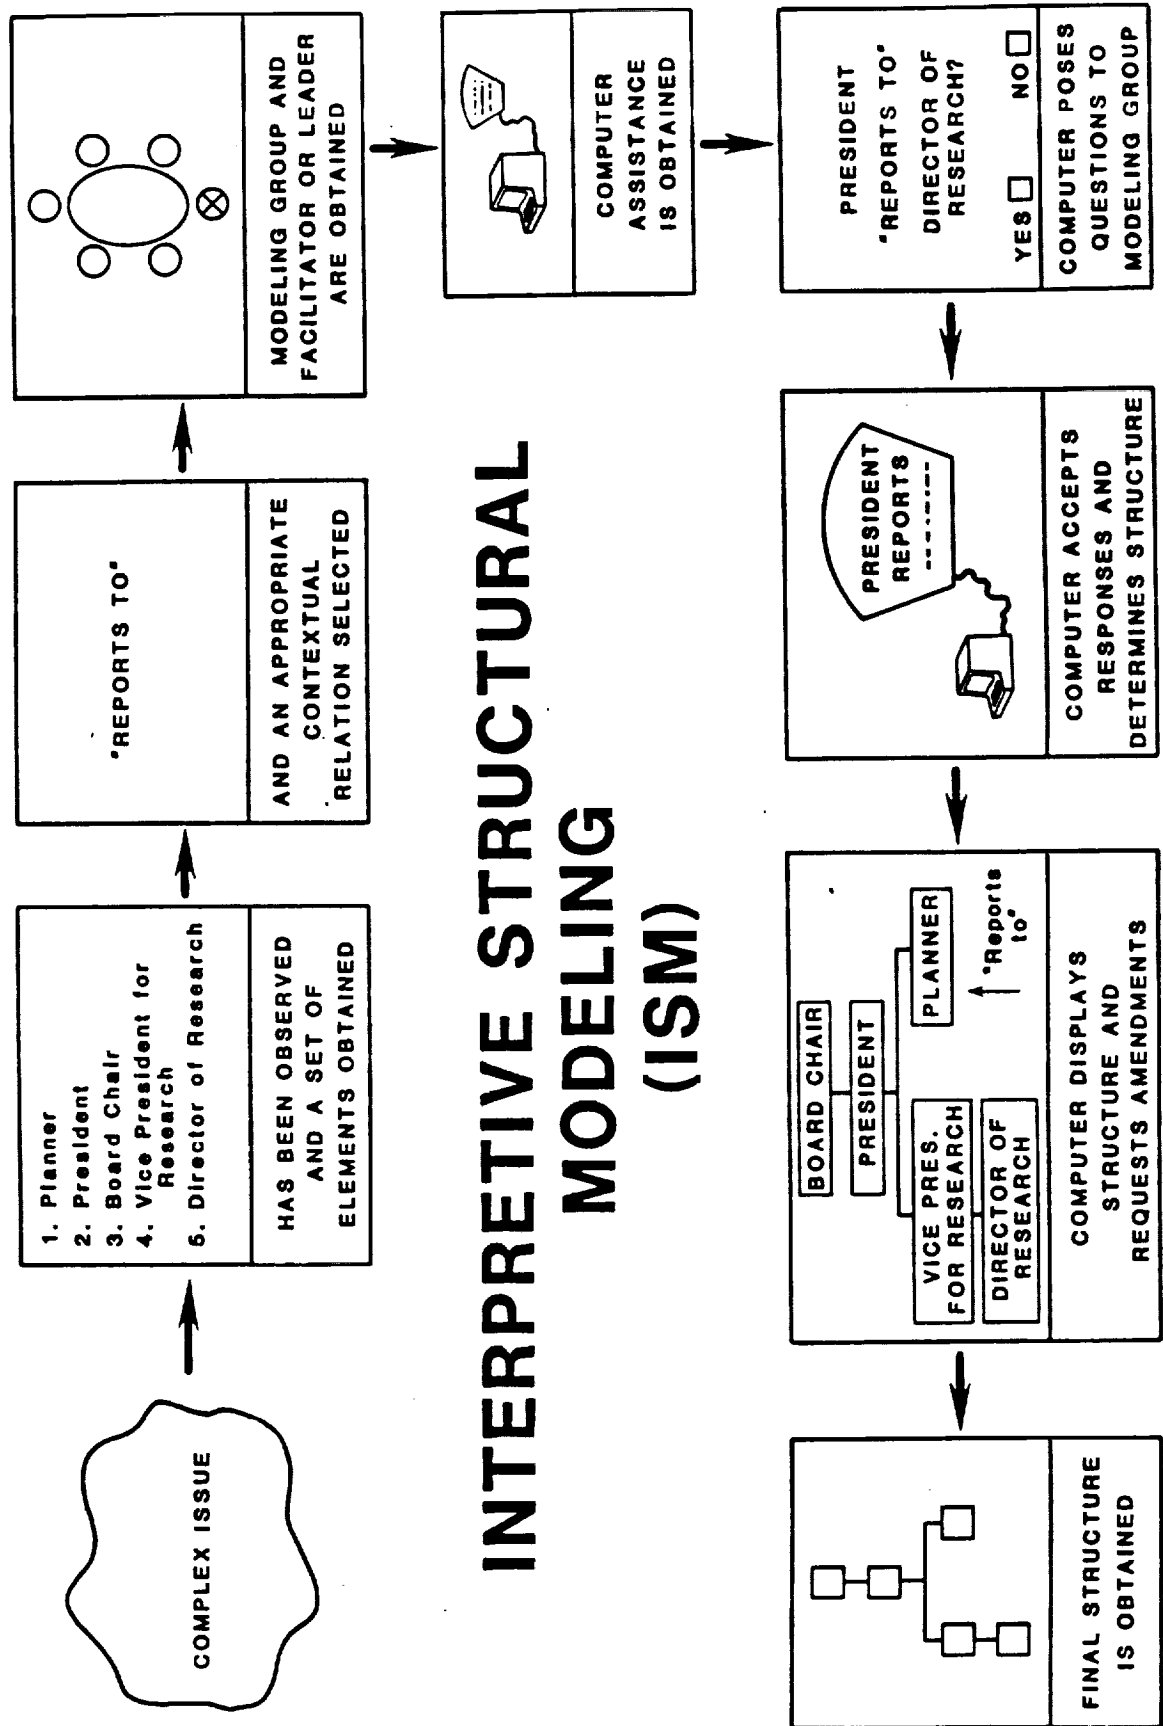 COMPLEX ISSUE
1. Planner
2. President
3. Board Chair
4. Vice President for
Research
5. Director of Research
HAS BEEN OBSERVED
AND A SET OF
ELEMENTS OBTAINED
"REPORTS TO"
AND AN APPROPRIATE
CONTEXTUAL
RELATION SELECTED
MODELING GROUP AND
FACILITATOR OR LEADER
ARE OBTAINED
COMPUTER
ASSISTANCE
IS OBTAINED
PRESIDENT
"REPORTS TO"
DIRECTOR OF
RESEARCH?
YES NO
COMPUTER POSES
QUESTIONS TO
MODELING GROUP
PRESIDENT
REPORTS
COMPUTER ACCEPTS
RESPONSES AND
DETERMINES STRUCTURE
BOARD CHAIR
PRESIDENT
VICE PRES.
FOR RESEARCH
PLANNER
DIRECTOR OF
RESEARCH
"Reports
to"
COMPUTER DISPLAYS
STRUCTURE AND
REQUESTS AMENDMENTS
FINAL STRUCTURE
IS OBTAINED
INTERPRETIVE STRUCTURAL
MODELING
(ISM)